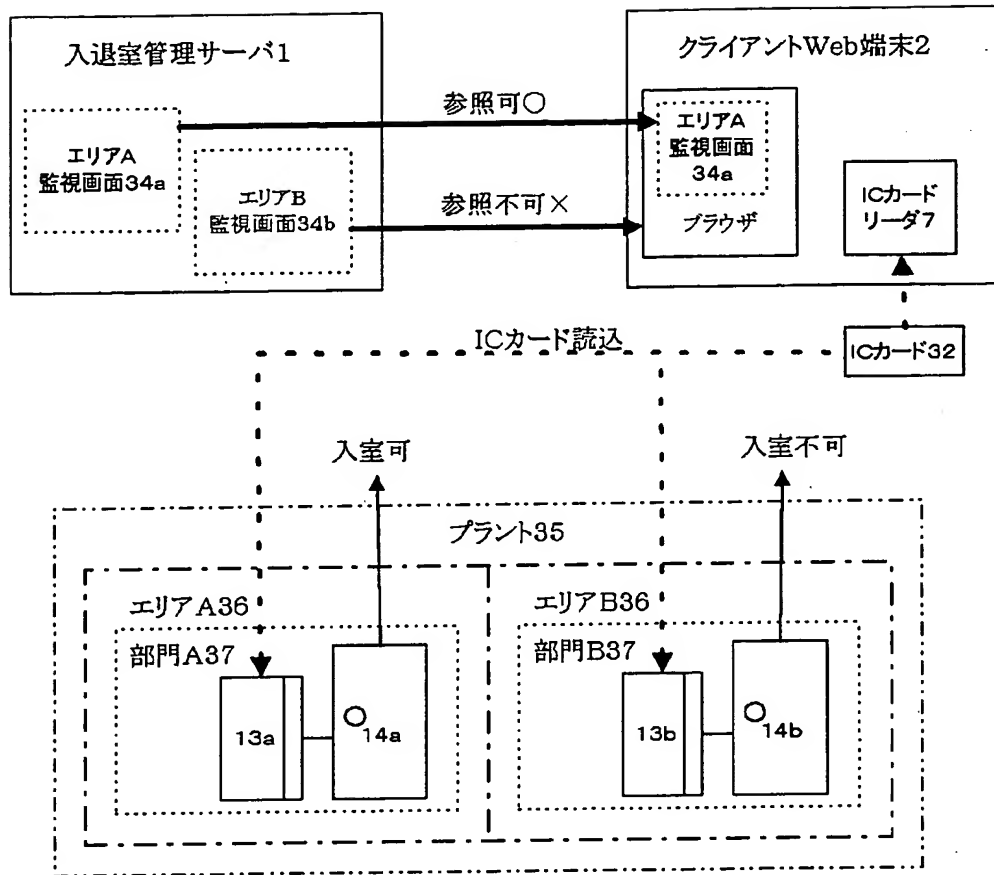 入退室管理サーバ1
クライアントWeb端末2
参照可○
エリアA
監視画面34a
エリアB
監視画面34b
参照不可×
エリアA
監視画面
34a
ブラウザ
ICカード
リーダ7
ICカード読込
ICカード32
入室可
入室不可
プラント35
エリアA36
エリアB36
部門A37
部門B37
13a
14a
13b
14b